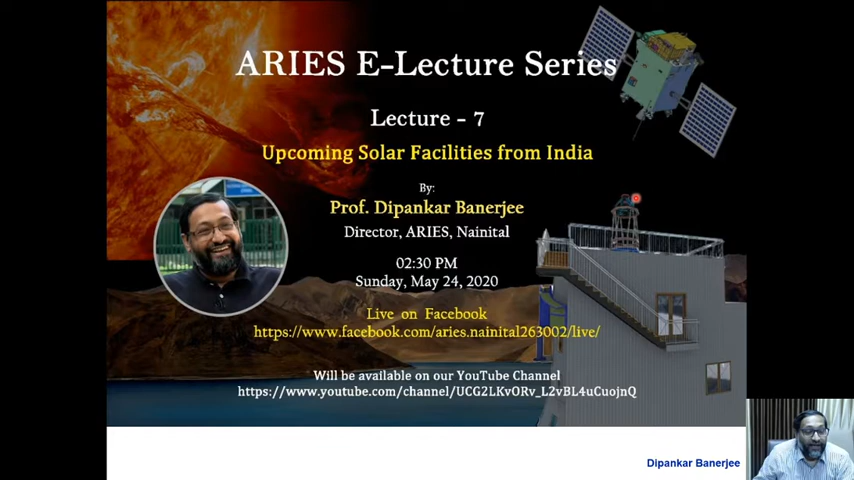 ARIES E-Lecture Series
Lecture - 7
Upcoming Solar Facilities from India
By:
Prof. Dipankar Banerjee
Director, ARIES, Nainital
02:30 PM
Sunday, May 24, 2020
Live on Facebook
https://www.facebook.com/aries.nainital263002/live/
Will be available on our YouTube Channel
https://www.youtube.com/channel/UCG2LKvORv_L2vBL4uCuojnQ
Dipankar Banerjee